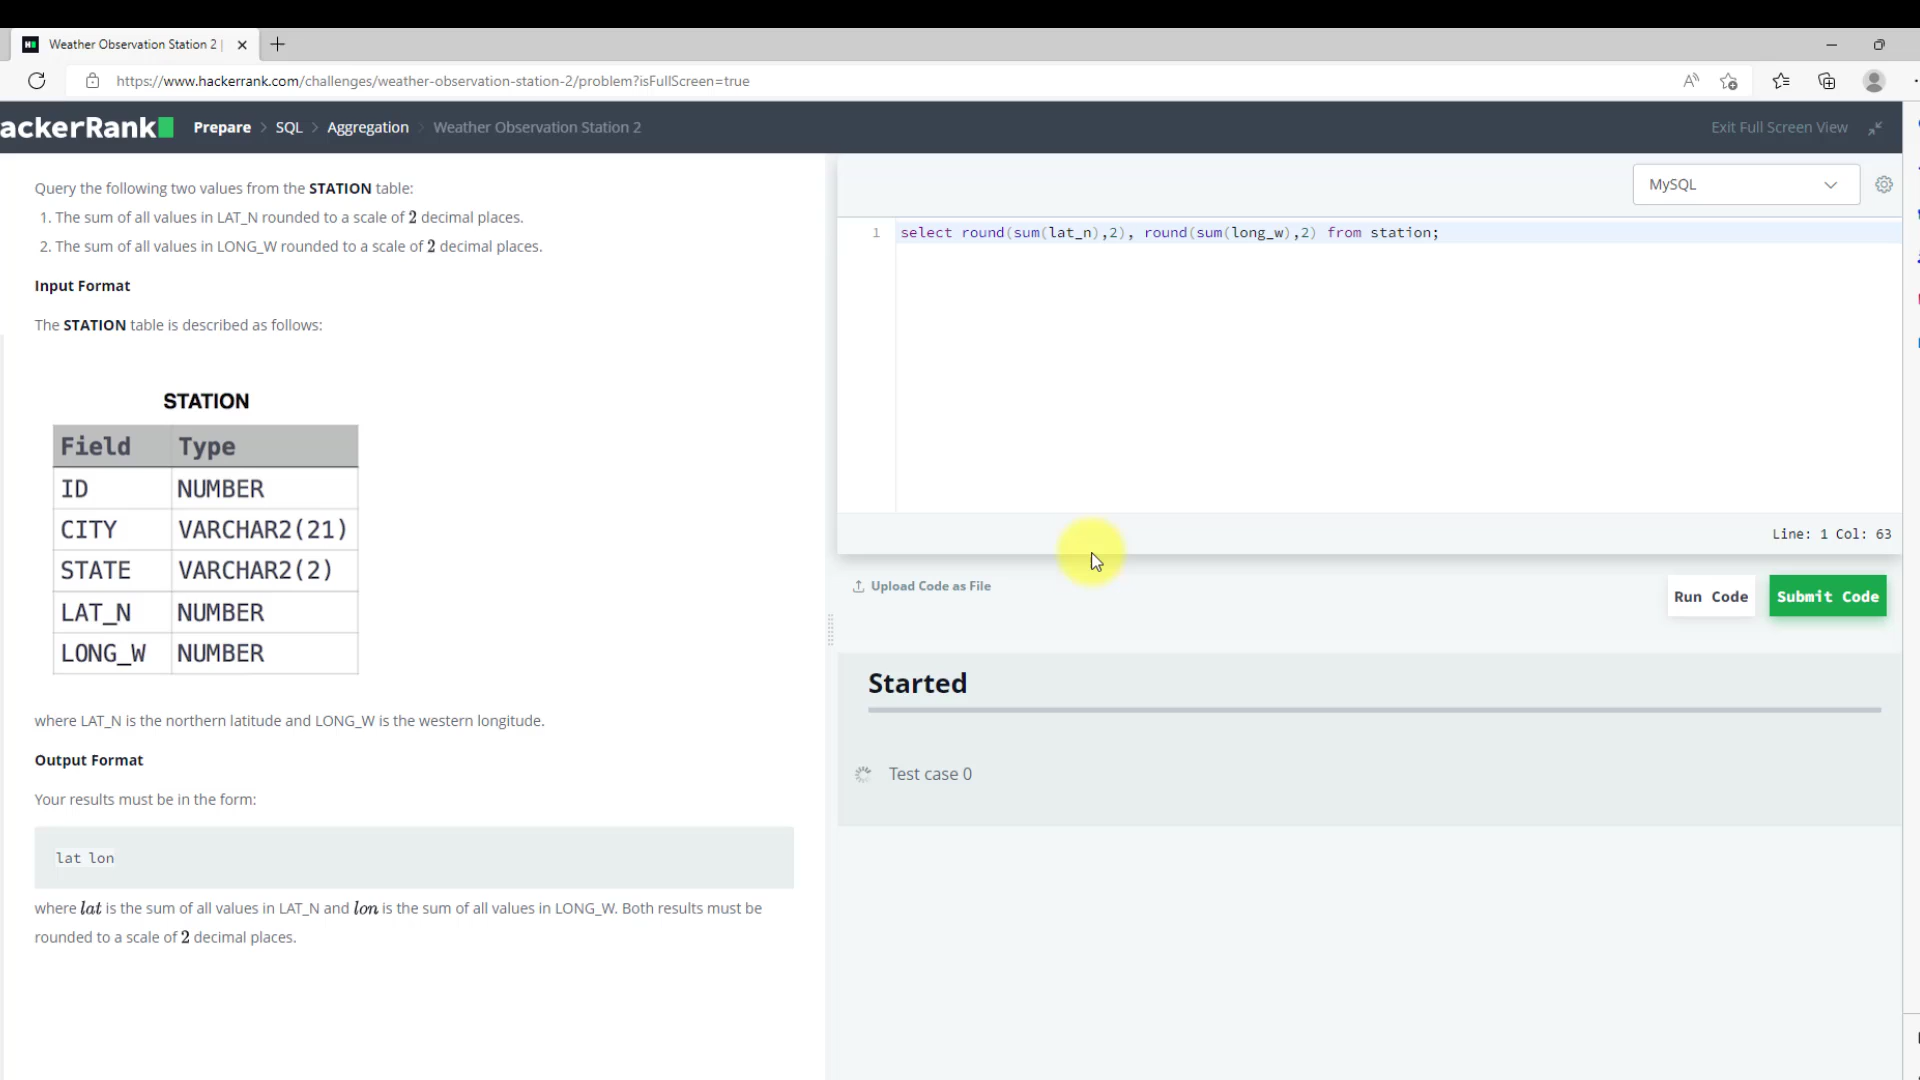 Weather Observation Station 2 |
https://www.hackerrank.com/challenges/weather-observation-station-2/problem?isFullScreen=true
ackerRank Prepare > SQL > Aggregation > Weather Observation Station 2
Exit Full Screen View
Query the following two values from the STATION table:
1. The sum of all values in LAT_N rounded to a scale of 2 decimal places.
2. The sum of all values in LONG_W rounded to a scale of 2 decimal places.
Input Format
The STATION table is described as follows:
STATION
Field Type
ID NUMBER
CITY VARCHAR2(21)
STATE VARCHAR2(2)
LAT_N NUMBER
LONG_W NUMBER
where LAT_N is the northern latitude and LONG_W is the western longitude.
Output Format
Your results must be in the form:
lat lon
where lat is the sum of all values in LAT_N and lon is the sum of all values in LONG_W. Both results must be
rounded to a scale of 2 decimal places.
MySQL
1 select round(sum(lat_n),2), round(sum(long_w),2) from station;
Line: 1 Col: 63
Upload Code as File
Run Code
Submit Code
Started
Test case 0